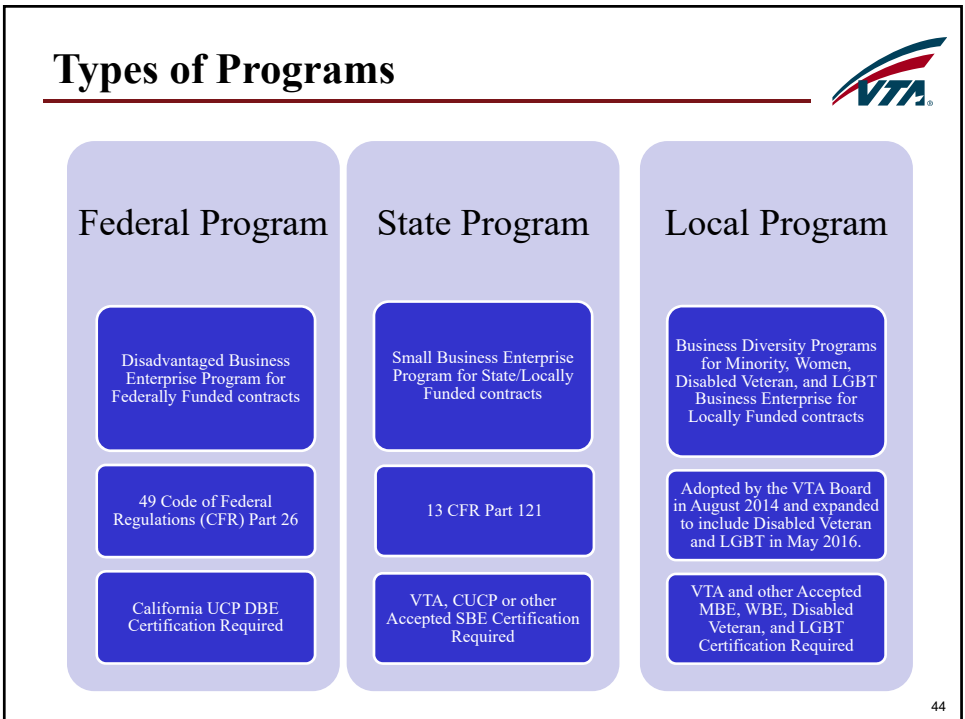 Types of Programs
VTA
Federal Program
Disadvantaged Business
Enterprise Program for
Federally Funded contracts
49 Code of Federal
Regulations (CFR) Part 26
California UCP DBE
Certification Required
State Program
Small Business Enterprise
Program for State/Locally
Funded contracts
13 CFR Part 121
VTA, CUCP or other
Accepted SBE Certification
Required
Local Program
Business Diversity Programs
for Minority, Women,
Disabled Veteran, and LGBT
Business Enterprise for
Locally Funded contracts
Adopted by the VTA Board
in August 2014 and expanded
to include Disabled Veteran
and LGBT in May 2016.
VTA and other Accepted
MBE, WBE, Disabled
Veteran, and LGBT
Certification Required
44